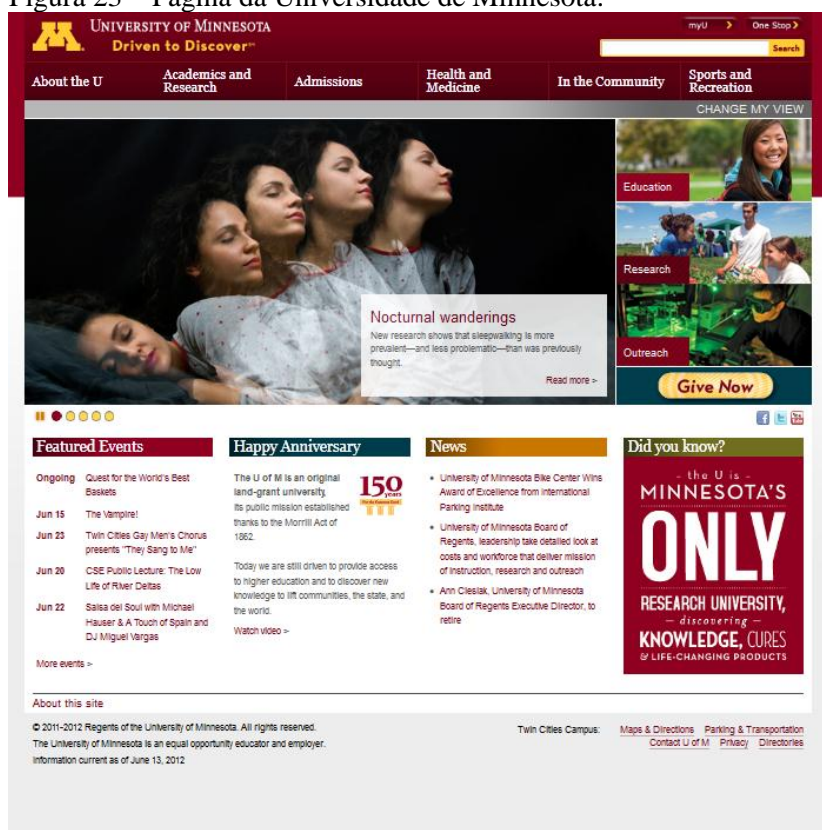 Figura 23 – Página da Universidade de Minnesota.
UNIVERSITY OF MINNESOTA
Driven to Discover℠
myU
One Stop
Search
About the U
Academics and
Research
Admissions
Health and
Medicine
In the Community
Sports and
Recreation
CHANGE MY VIEW
Education
Research
Outreach
Give Now
Nocturnal wanderings
New research shows that sleepwalking is more
prevalent—and less problematic—than was previously
thought.
Read more >
Featured Events
Ongoing Quest for the World's Best
Baskets
Jun 15 The Vampire!
Jun 23 Twin Cities Gay Men's Chorus
presents "They Sang to Me"
Jun 20 CSE Public Lecture: The Low
Life of River Deltas
Jun 22 Salsa del Soul with Michael
Hauser & A Touch of Spain and
DJ Miguel Vargas
More events >
Happy Anniversary
The U of M is an original
land-grant university,
its public mission established
thanks to the Morrill Act of
1862.
150
years
Today we are still driven to provide access
to higher education and to discover new
knowledge to lift communities, the state, and
the world.
Watch video >
News
• University of Minnesota Bike Center Wins
Award of Excellence from International
Parking Institute
• University of Minnesota Board of
Regents, leadership take detailed look at
costs and workforce that deliver mission
of instruction, research and outreach
• Ann Cieslak, University of Minnesota
Board of Regents Executive Director, to
retire
Did you know?
- the U is -
MINNESOTA'S
ONLY
RESEARCH UNIVERSITY,
— discovering —
KNOWLEDGE, CURES
& LIFE-CHANGING PRODUCTS
About this site
© 2011-2012 Regents of the University of Minnesota. All rights reserved.
The University of Minnesota is an equal opportunity educator and employer.
Information current as of June 13, 2012
Twin Cities Campus: Maps & Directions Parking & Transportation
Contact U of M Privacy Directories